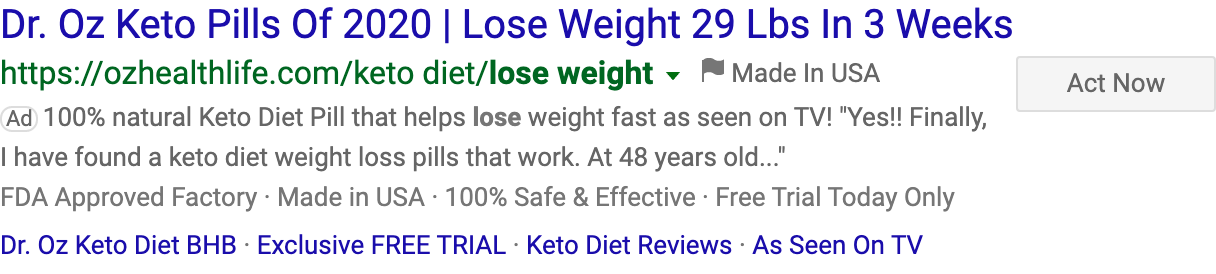 Dr. Oz Keto Pills Of 2020 | Lose Weight 29 Lbs In 3 Weeks
https://ozhealthlife.com/keto diet/lose weight Made In USA
Act Now
Ad 100% natural Keto Diet Pill that helps lose weight fast as seen on TV! "Yes!! Finally,
I have found a keto diet weight loss pills that work. At 48 years old..."
FDA Approved Factory · Made in USA · 100% Safe & Effective · Free Trial Today Only
Dr. Oz Keto Diet BHB · Exclusive FREE TRIAL · Keto Diet Reviews · As Seen On TV